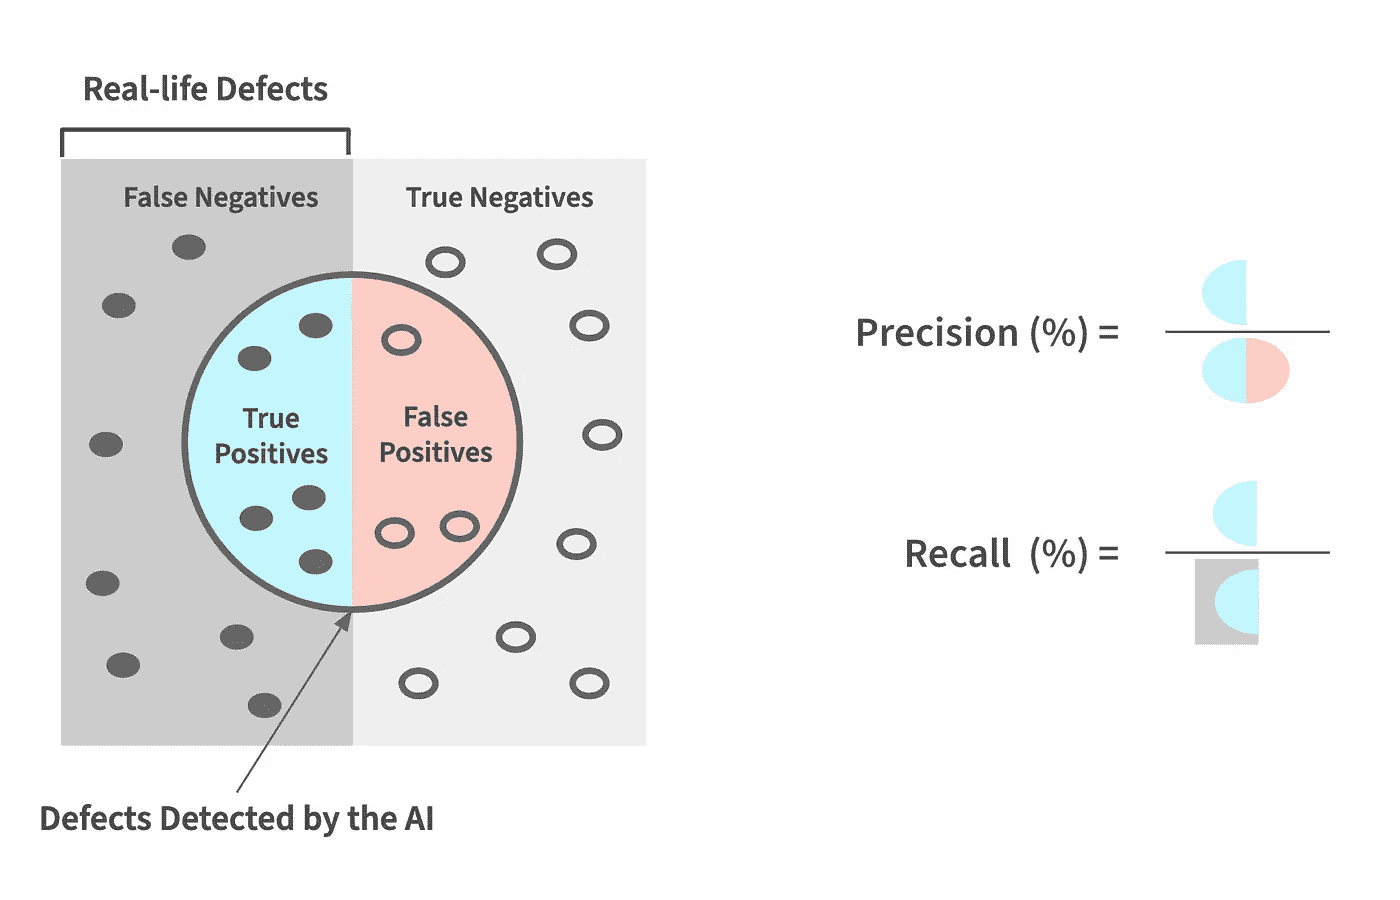 Real-life Defects
False Negatives
True Negatives
True
Positives
False
Positives
Defects Detected by the AI
Precision (%) =
Recall (%) =